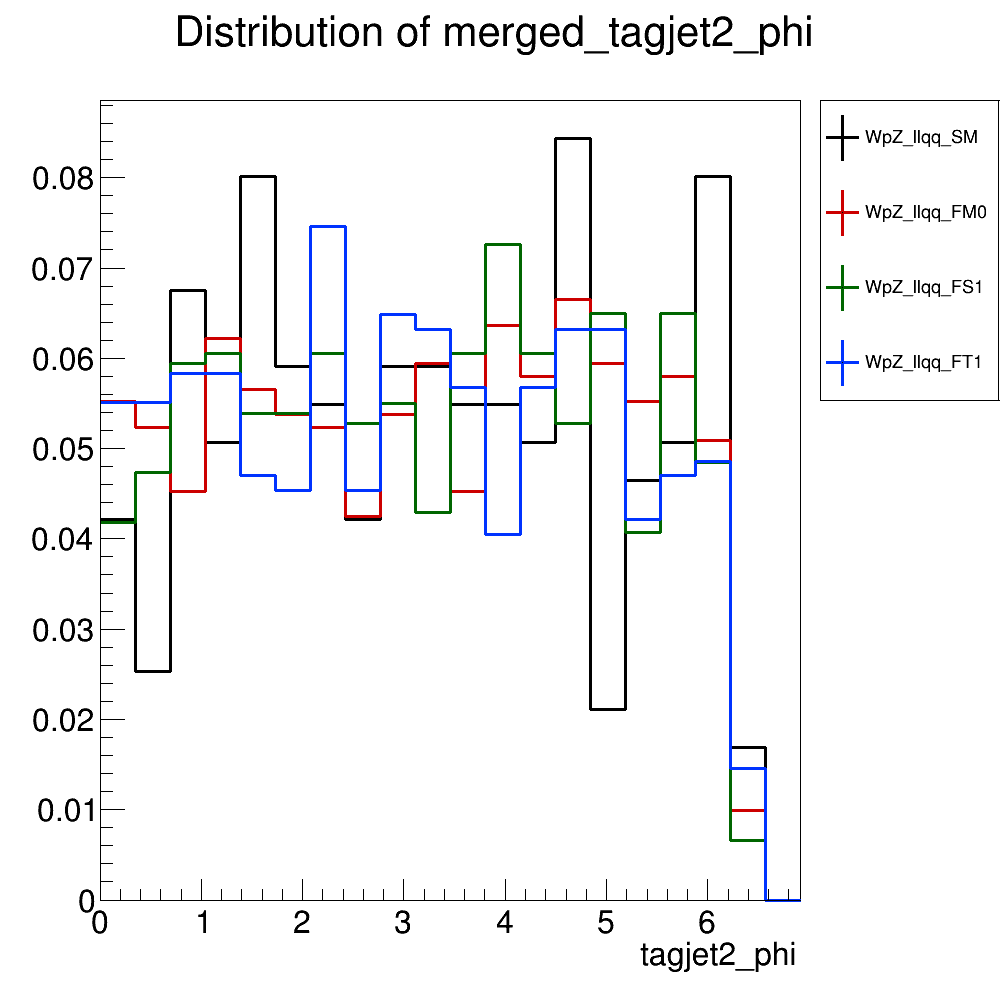 Distribution of merged_tagjet2_phi
WpZ_llqq_SM
WpZ_llqq_FM0
WpZ_llqq_FS1
WpZ_llqq_FT1
0.08
0.07
0.06
0.05
0.04
0.03
0.02
0.01
0
0 1 2 3 4 5 6
tagjet2_phi